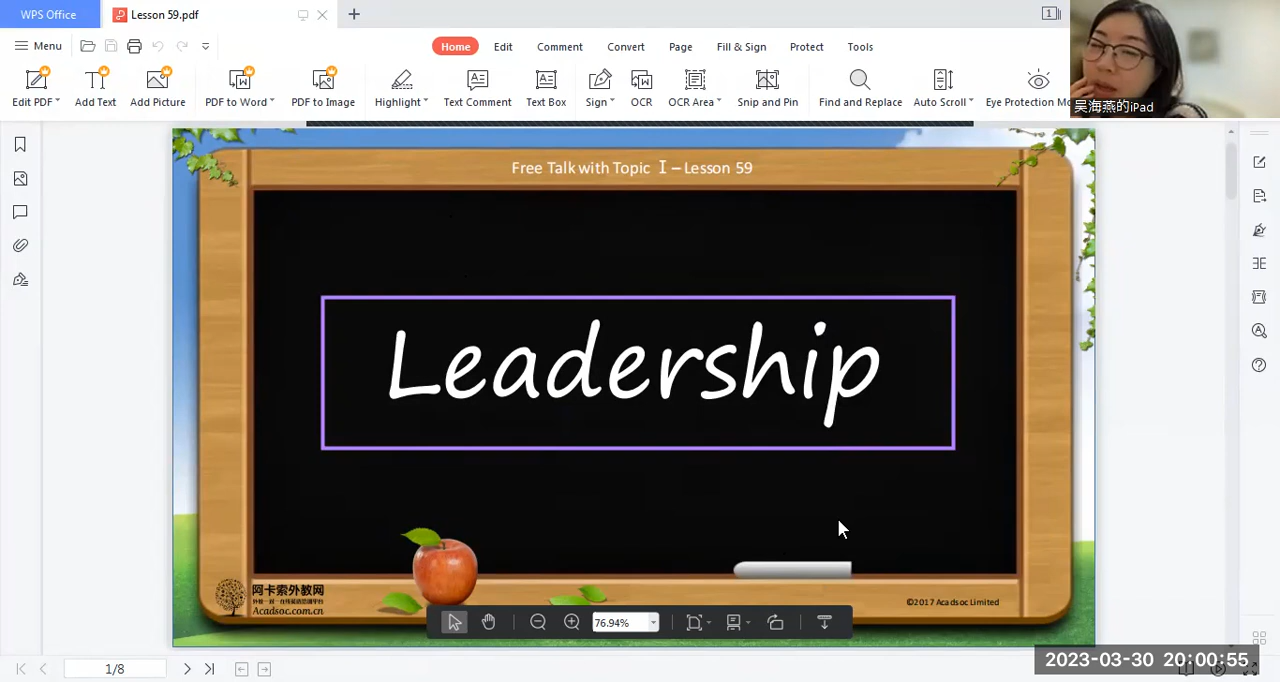 WPS Office
Lesson 59.pdf
Menu
Home Edit Comment Convert Page Fill & Sign Protect Tools
Edit PDF Add Text Add Picture PDF to Word PDF to Image Highlight Text Comment Text Box Sign OCR OCR Area Snip and Pin Find and Replace Auto Scroll Eye Protection
吴海燕的iPad
Free Talk with Topic I – Lesson 59
Leadership
阿卡索外教网
Acadsoc.com.cn
©2017 Acadsoc Limited
76.94%
1/8
2023-03-30 20:00:55